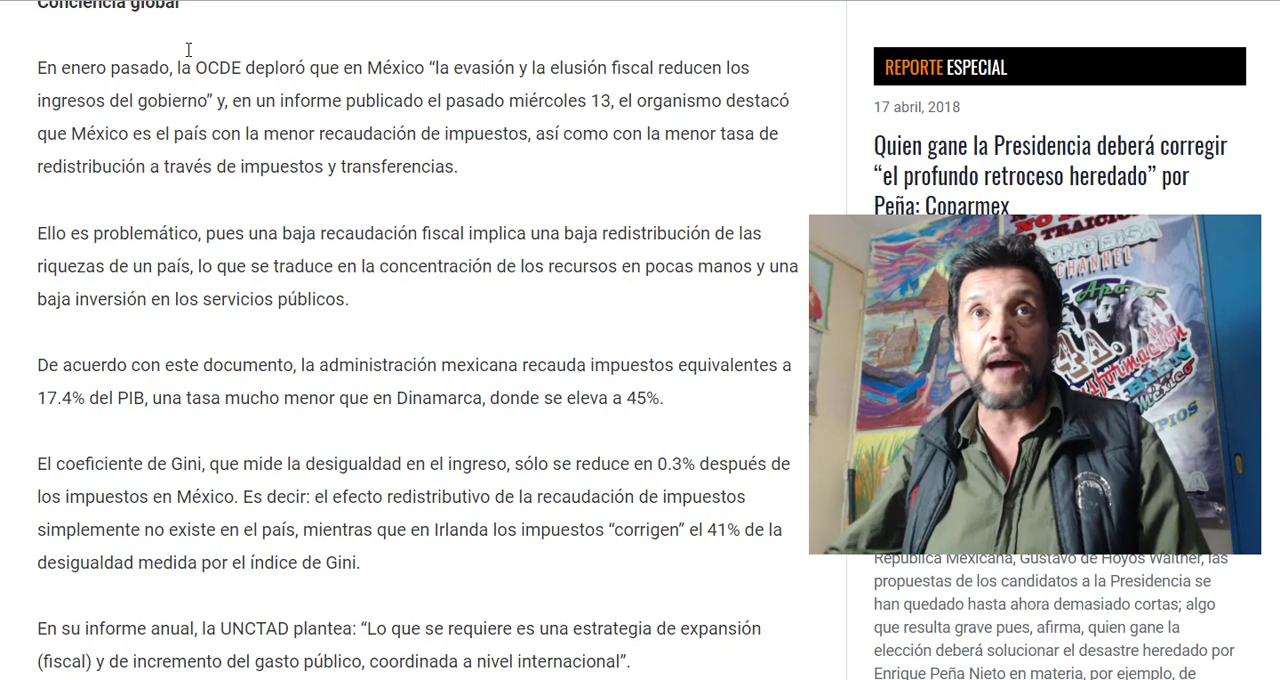 Conciencia global
En enero pasado, la OCDE deploró que en México “la evasión y la elusión fiscal reducen los
ingresos del gobierno” y, en un informe publicado el pasado miércoles 13, el organismo destacó
que México es el país con la menor recaudación de impuestos, así como con la menor tasa de
redistribución a través de impuestos y transferencias.
Ello es problemático, pues una baja recaudación fiscal implica una baja redistribución de las
riquezas de un país, lo que se traduce en la concentración de los recursos en pocas manos y una
baja inversión en los servicios públicos.
De acuerdo con este documento, la administración mexicana recauda impuestos equivalentes a
17.4% del PIB, una tasa mucho menor que en Dinamarca, donde se eleva a 45%.
El coeficiente de Gini, que mide la desigualdad en el ingreso, sólo se reduce en 0.3% después de
los impuestos en México. Es decir: el efecto redistributivo de la recaudación de impuestos
simplemente no existe en el país, mientras que en Irlanda los impuestos “corrigen” el 41% de la
desigualdad medida por el índice de Gini.
En su informe anual, la UNCTAD plantea: “Lo que se requiere es una estrategia de expansión
(fiscal) y de incremento del gasto público, coordinada a nivel internacional”.
REPORTE ESPECIAL
17 abril, 2018
Quien gane la Presidencia deberá corregir
“el profundo retroceso heredado” por
Peña: Coparmex
NO
TRAICIO
CHANNEL
Apoyo
4A.
México
República Mexicana, Gustavo de Hoyos Walther, las
propuestas de los candidatos a la Presidencia se
han quedado hasta ahora demasiado cortas; algo
que resulta grave pues, afirma, quien gane la
elección deberá solucionar el desastre heredado por
Enrique Peña Nieto en materia, por ejemplo, de